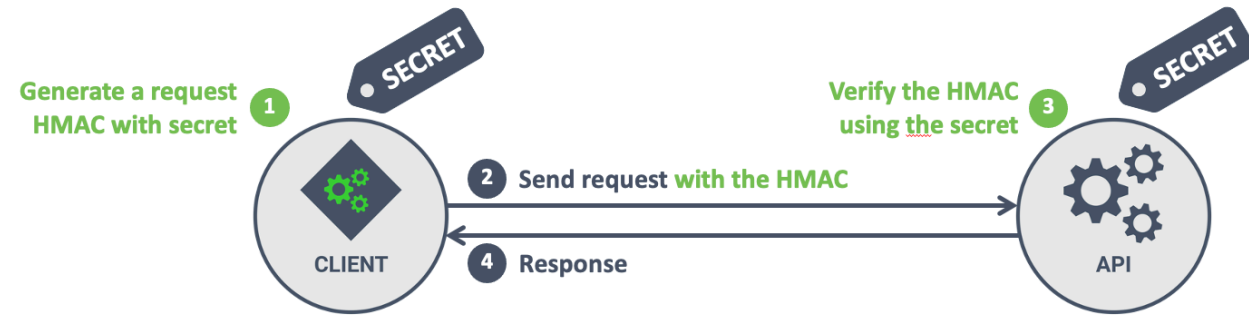 SECRET
Generate a request
HMAC with secret
1
CLIENT
2 Send request with the HMAC
4 Response
SECRET
Verify the HMAC
using the secret
3
API